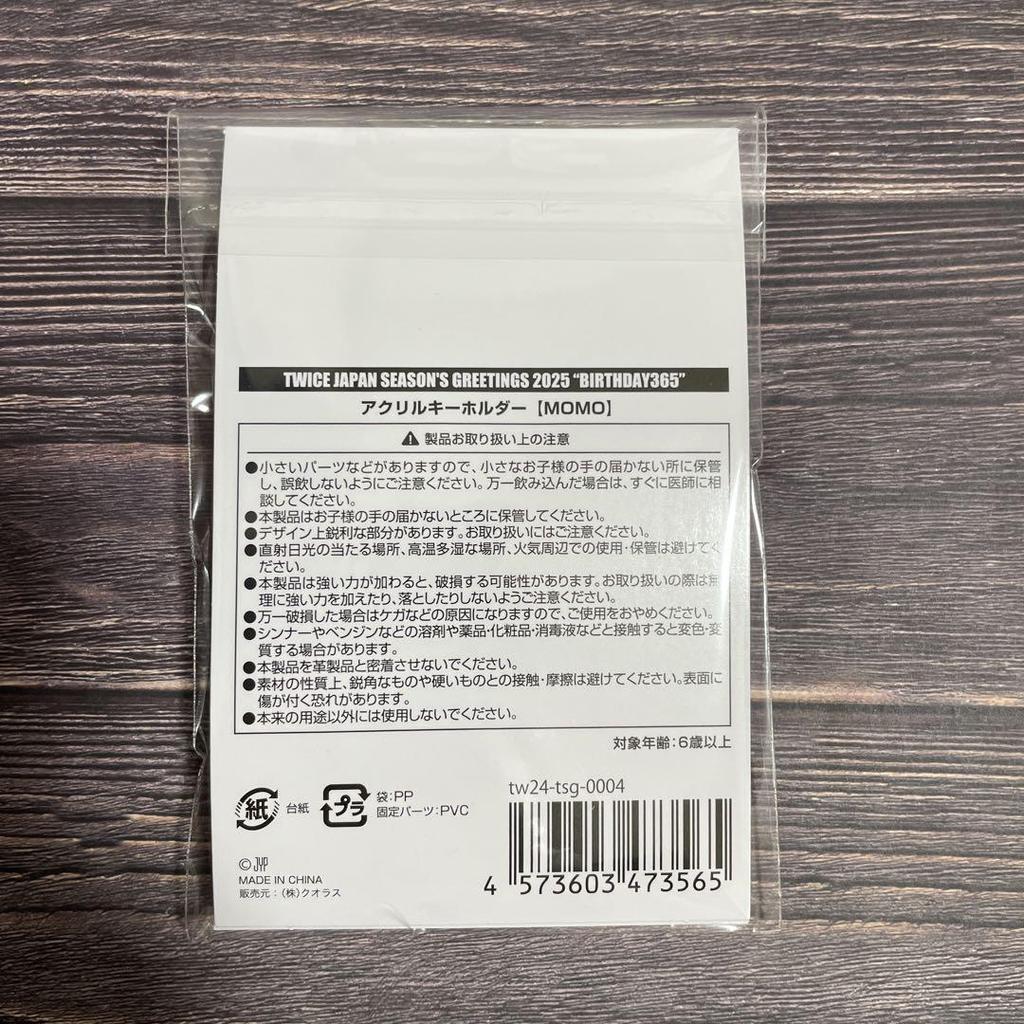 TWICE JAPAN SEASON'S GREETINGS 2025 “BIRTHDAY365”
アクリルキーホルダー【MOMO】
製品お取り扱い上の注意
●小さいパーツなどがありますので、小さなお子様の手の届かない所に保管
し、誤飲しないようにご注意ください。万一飲み込んだ場合は、すぐに医師に相
談してください。
●本製品はお子様の手の届かないところに保管してください。
●デザイン上鋭利な部分があります。お取り扱いにはご注意ください。
●直射日光の当たる場所、高温多湿な場所、火気周辺での使用・保管は避けてく
ださい。
●本製品は強い力が加わると、破損する可能性があります。お取り扱いの際は無
理に強い力を加えたり、落としたりしないようご注意ください。
●万一破損した場合はケガなどの原因になりますので、ご使用をおやめください。
●シンナーやベンジンなどの溶剤や薬品・化粧品・消毒液などと接触すると変色・変
質する場合があります。
●本製品を革製品と密着させないでください。
●素材の性質上、鋭角なものや硬いものとの接触・摩擦は避けてください。表面に
傷が付く恐れがあります。
●本来の用途以外には使用しないでください。
対象年齢：6歳以上
紙 台紙
プラ 袋：PP
固定パーツ：PVC
tw24-tsg-0004
4 573603 473565
© JYP
MADE IN CHINA
販売元：（株）クオラス